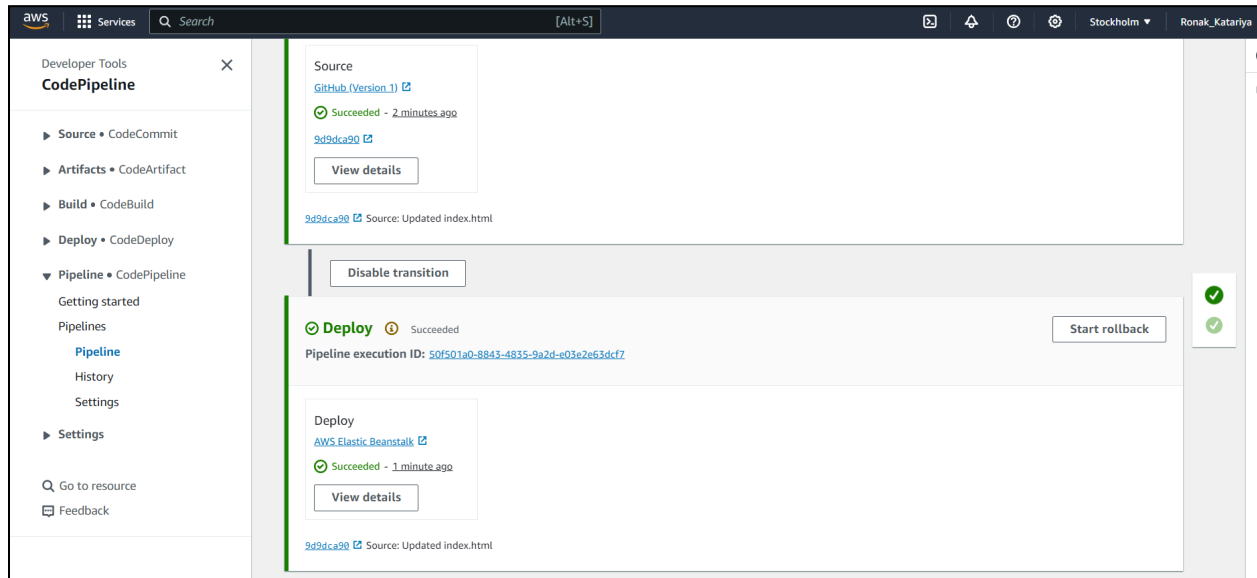 aws Services Search [Alt+S] Stockholm Ronak_Katariya
Developer Tools
CodePipeline
Source • CodeCommit
Artifacts • CodeArtifact
Build • CodeBuild
Deploy • CodeDeploy
Pipeline • CodePipeline
Getting started
Pipelines
Pipeline
History
Settings
Settings
Go to resource
Feedback
Source
GitHub (Version 1)
Succeeded - 2 minutes ago
9d9dca90
View details
9d9dca90 Source: Updated index.html
Disable transition
Deploy Succeeded
Start rollback
Pipeline execution ID: 50f501a0-8843-4835-9a2d-e03e2e63dcf7
Deploy
AWS Elastic Beanstalk
Succeeded - 1 minute ago
View details
9d9dca90 Source: Updated index.html